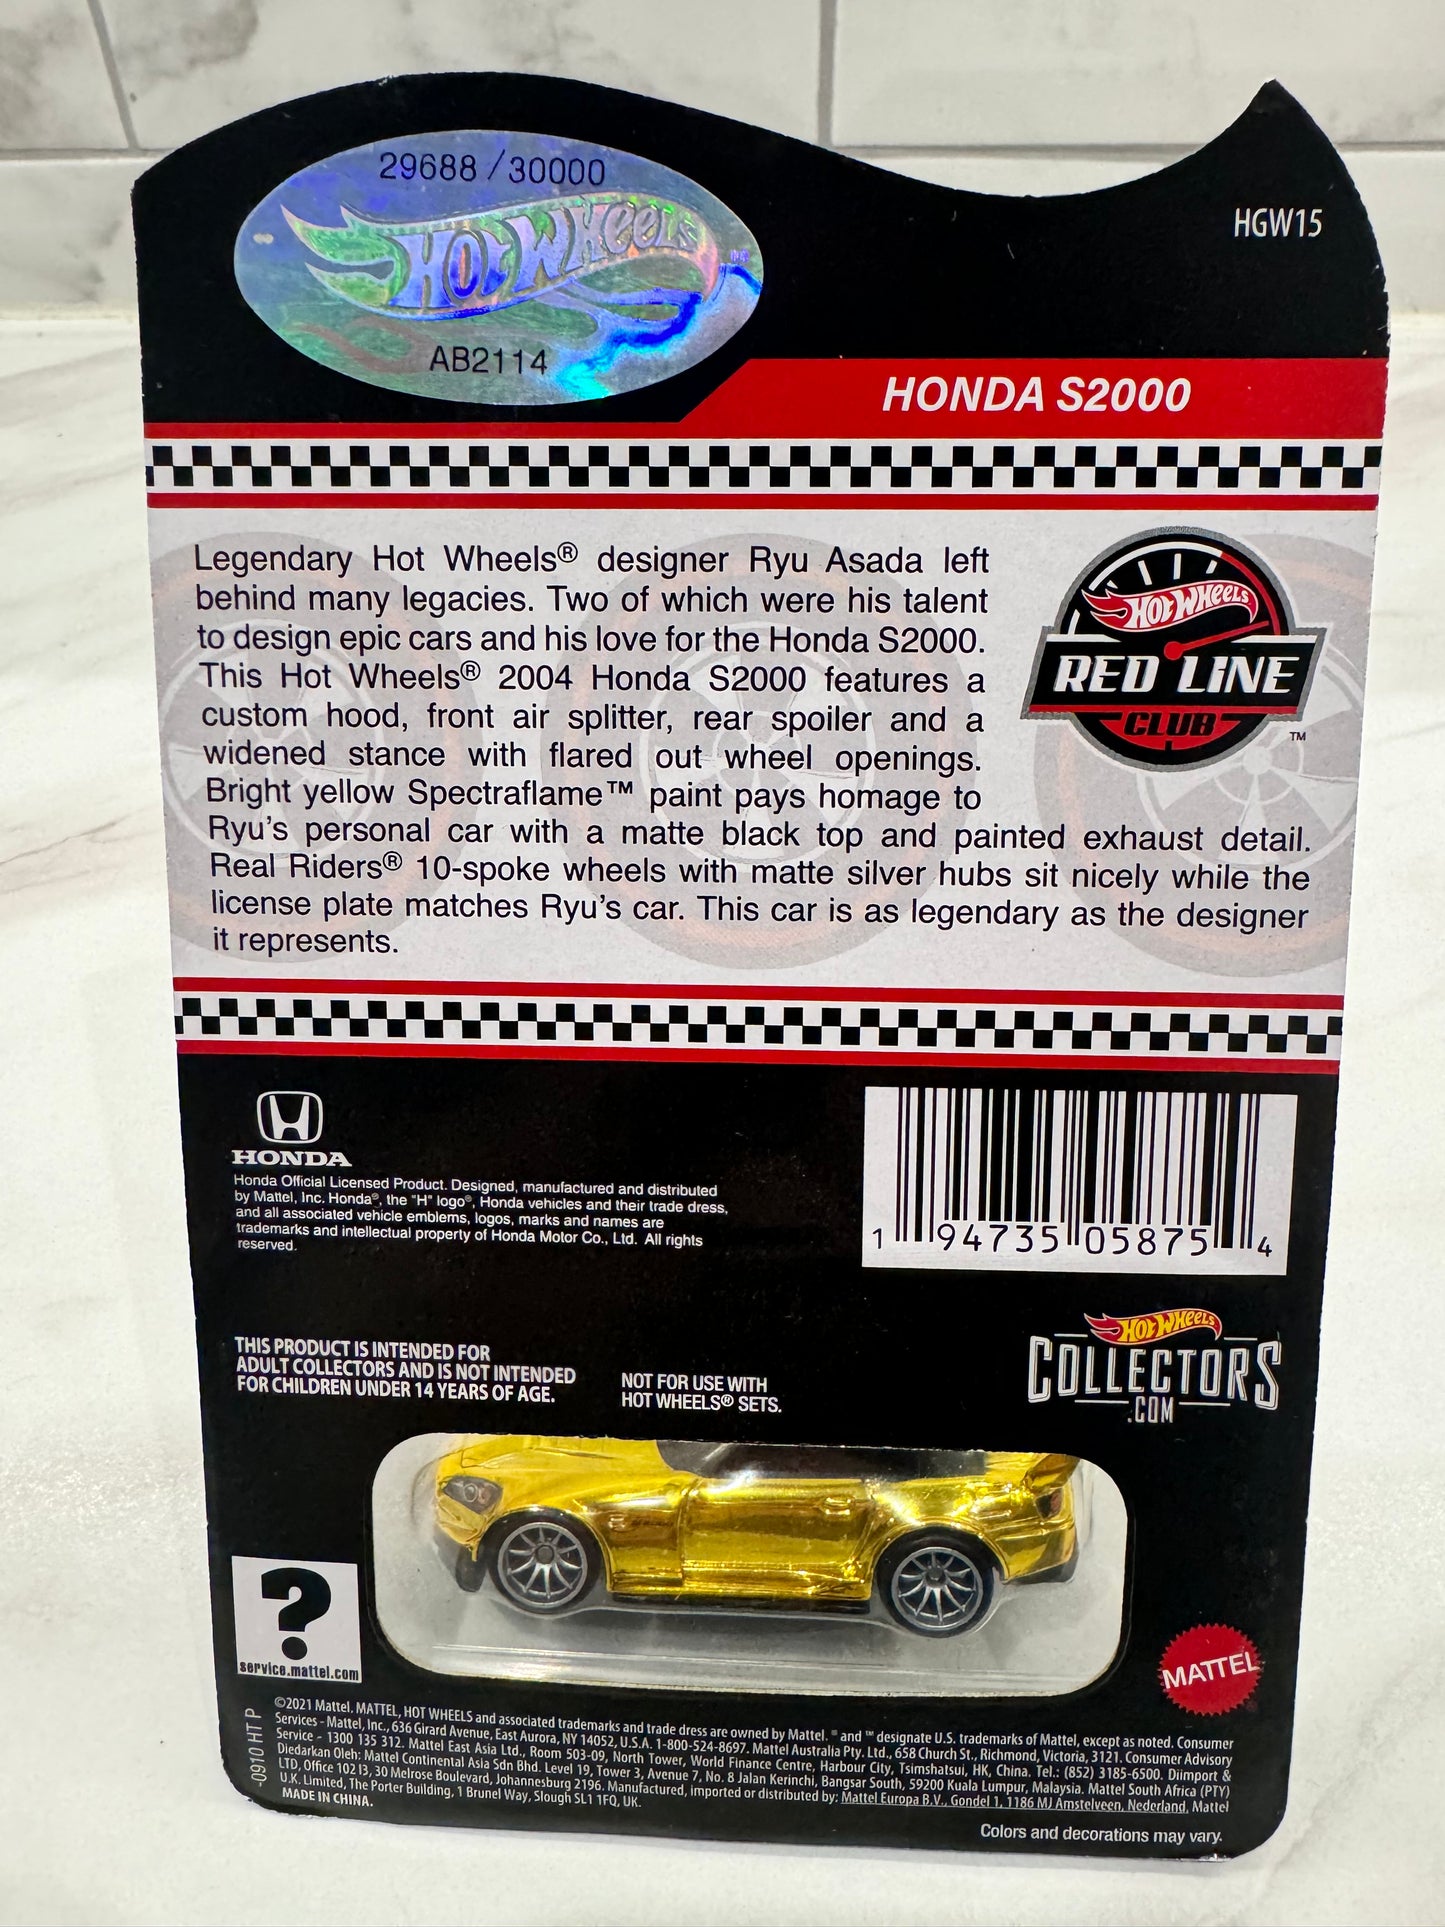 29688 / 30000
HOT WHEELS
AB2114
HGW15
HONDA S2000
Legendary Hot Wheels® designer Ryu Asada left
behind many legacies. Two of which were his talent
to design epic cars and his love for the Honda S2000.
This Hot Wheels® 2004 Honda S2000 features a
custom hood, front air splitter, rear spoiler and a
widened stance with flared out wheel openings.
Bright yellow Spectraflame™ paint pays homage to
Ryu's personal car with a matte black top and painted exhaust detail.
Real Riders® 10-spoke wheels with matte silver hubs sit nicely while the
license plate matches Ryu's car. This car is as legendary as the designer
it represents.
HOT WHEELS
RED LINE
CLUB
™
HONDA
Honda Official Licensed Product. Designed, manufactured and distributed
by Mattel, Inc. Honda®, the "H" logo®, Honda vehicles and their trade dress,
and all associated vehicle emblems, logos, marks and names are
trademarks and intellectual property of Honda Motor Co., Ltd. All rights
reserved.
1 94735 05875 4
THIS PRODUCT IS INTENDED FOR
ADULT COLLECTORS AND IS NOT INTENDED
FOR CHILDREN UNDER 14 YEARS OF AGE.
NOT FOR USE WITH
HOT WHEELS® SETS.
HOT WHEELS
COLLECTORS
.COM
?
service.mattel.com
MATTEL
-0910 HT P
©2021 Mattel. MATTEL, HOT WHEELS and associated trademarks and trade dress are owned by Mattel. ® and ™ designate U.S. trademarks of Mattel, except as noted. Consumer
Services - Mattel, Inc., 636 Girard Avenue, East Aurora, NY 14052, U.S.A. 1-800-524-8697. Mattel Australia Pty. Ltd., 658 Church St., Richmond, Victoria, 3121. Consumer Advisory
Service - 1300 135 312. Mattel East Asia Ltd., Room 503-09, North Tower, World Finance Centre, Harbour City, Tsimshatsui, HK, China. Tel.: (852) 3185-6500. Diimport &
Diedarkan Oleh: Mattel Continental Asia Sdn Bhd. Level 19, Tower 3, Avenue 7, No. 8 Jalan Kerinchi, Bangsar South, 59200 Kuala Lumpur, Malaysia. Mattel South Africa (PTY)
LTD, Office 102 I3, 30 Melrose Boulevard, Johannesburg 2196. Manufactured, imported or distributed by: Mattel Europa B.V., Gondel 1, 1186 MJ Amstelveen, Nederland. Mattel
U.K. Limited, The Porter Building, 1 Brunel Way, Slough SL1 1FQ, UK.
MADE IN CHINA.
Colors and decorations may vary.